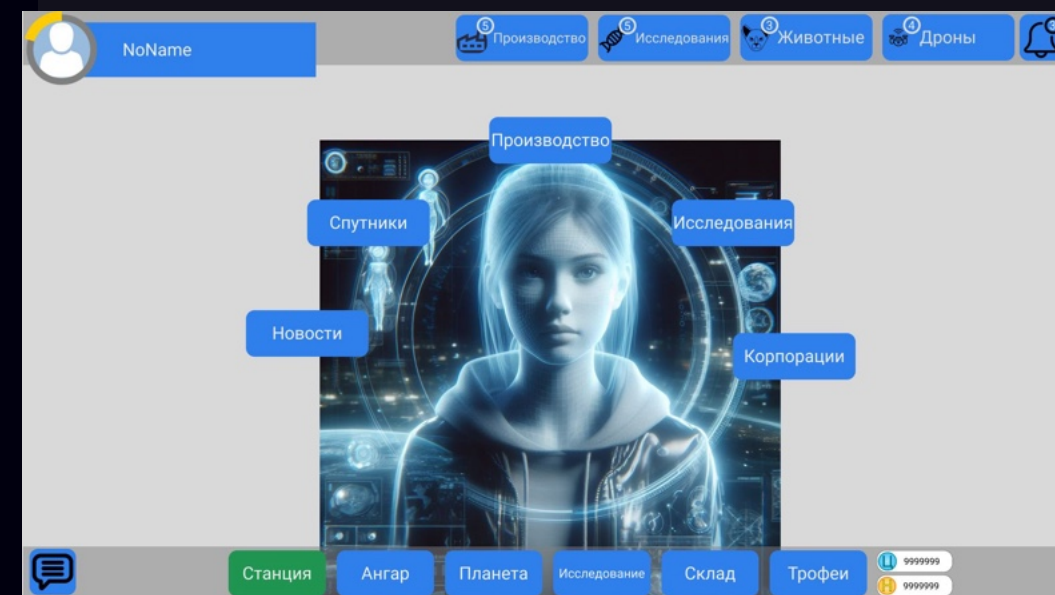 NoName
5
Производство
5
Исследования
3
Животные
4
Дроны
Производство
Спутники
Исследования
Новости
Корпорации
Станция
Ангар
Планета
Исследование
Склад
Трофеи
9999999
9999999